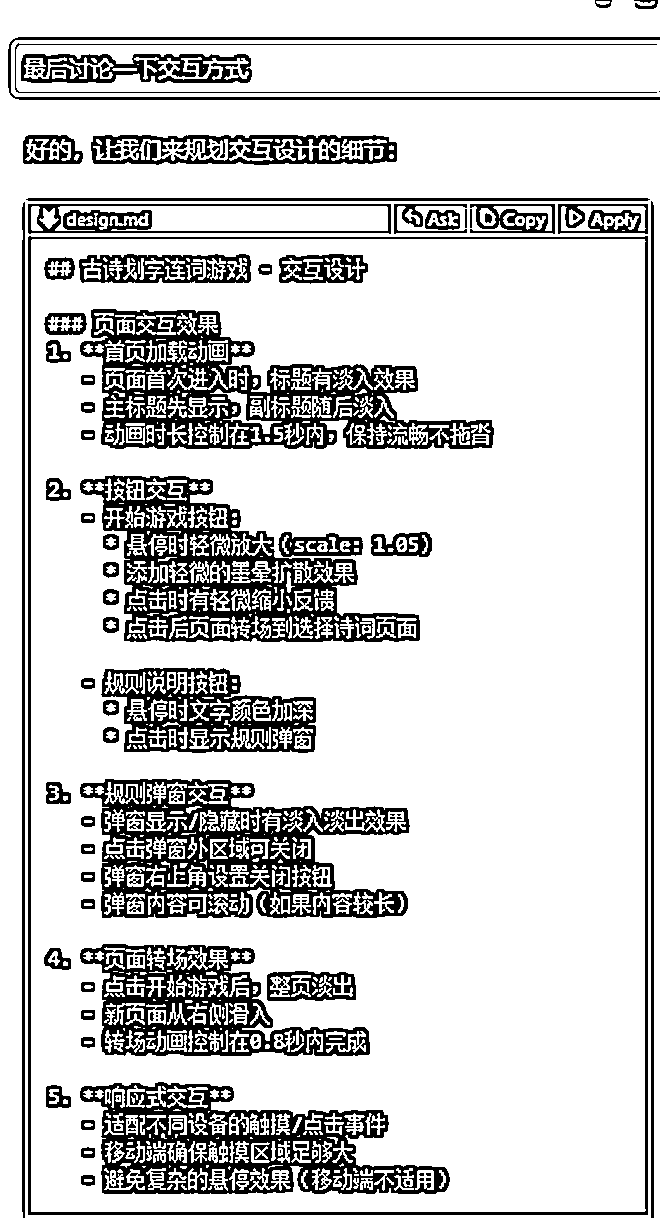 最后讨论一下交互方式
好的，让我们来规划交互设计的细节：
design.md Ask Copy Apply
## 古诗划字连词游戏 - 交互设计
### 页面交互效果
1. **首页加载动画**
- 页面首次进入时，标题有淡入效果
- 主标题先显示，副标题随后淡入
- 动画时长控制在1.5秒内，保持流畅不拖沓
2. **按钮交互**
- 开始游戏按钮：
* 悬停时轻微放大（scale: 1.05）
* 添加轻微的墨晕扩散效果
* 点击时有轻微缩小反馈
* 点击后页面转场到选择诗词页面
- 规则说明按钮：
* 悬停时文字颜色加深
* 点击时显示规则弹窗
3. **规则弹窗交互**
- 弹窗显示/隐藏时有淡入淡出效果
- 点击弹窗外区域可关闭
- 弹窗右上角设置关闭按钮
- 弹窗内容可滚动（如果内容较长）
4. **页面转场效果**
- 点击开始游戏后，整页淡出
- 新页面从右侧滑入
- 转场动画控制在0.8秒内完成
5. **响应式交互**
- 适配不同设备的触摸/点击事件
- 移动端确保触摸区域足够大
- 避免复杂的悬停效果（移动端不适用）